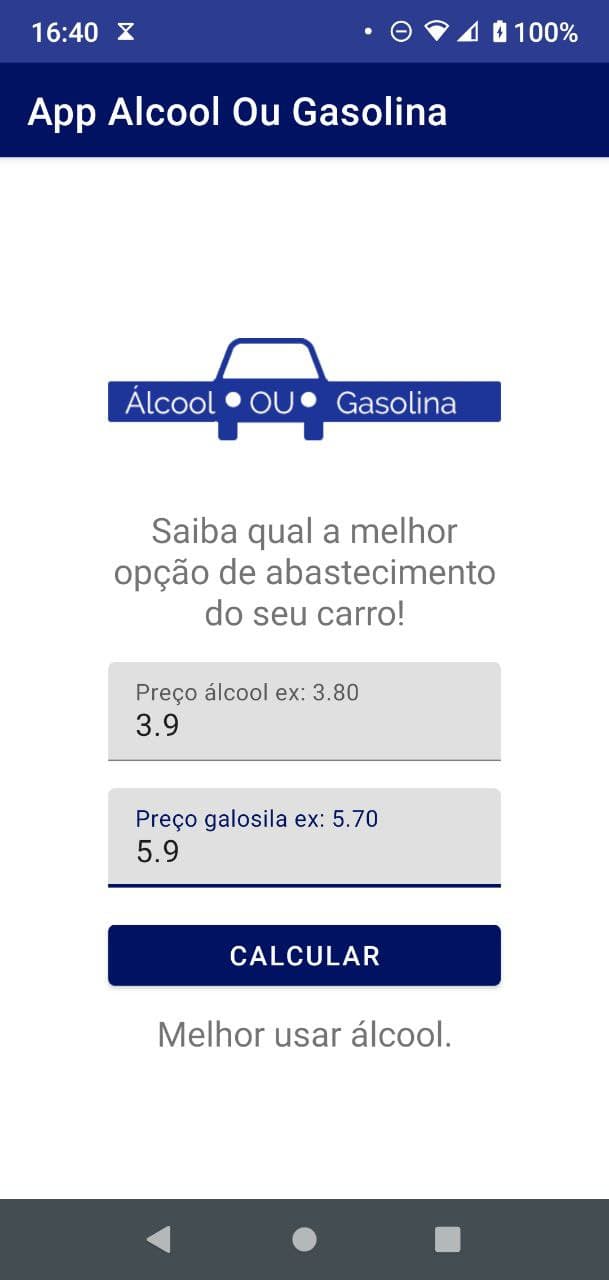 16:40
100%
App Alcool Ou Gasolina
Álcool OU Gasolina
Saiba qual a melhor
opção de abastecimento
do seu carro!
Preço álcool ex: 3.80
3.9
Preço galosila ex: 5.70
5.9
CALCULAR
Melhor usar álcool.